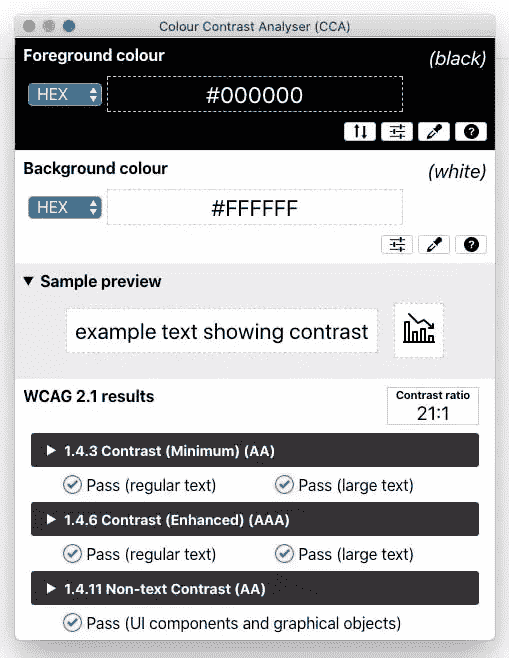 Colour Contrast Analyser (CCA)
Foreground colour
(black)
HEX
#000000
?
Background colour
(white)
HEX
#FFFFFF
?
▼ Sample preview
example text showing contrast
WCAG 2.1 results
Contrast ratio
21:1
▶ 1.4.3 Contrast (Minimum) (AA)
Pass (regular text) Pass (large text)
▶ 1.4.6 Contrast (Enhanced) (AAA)
Pass (regular text) Pass (large text)
▶ 1.4.11 Non-text Contrast (AA)
Pass (UI components and graphical objects)